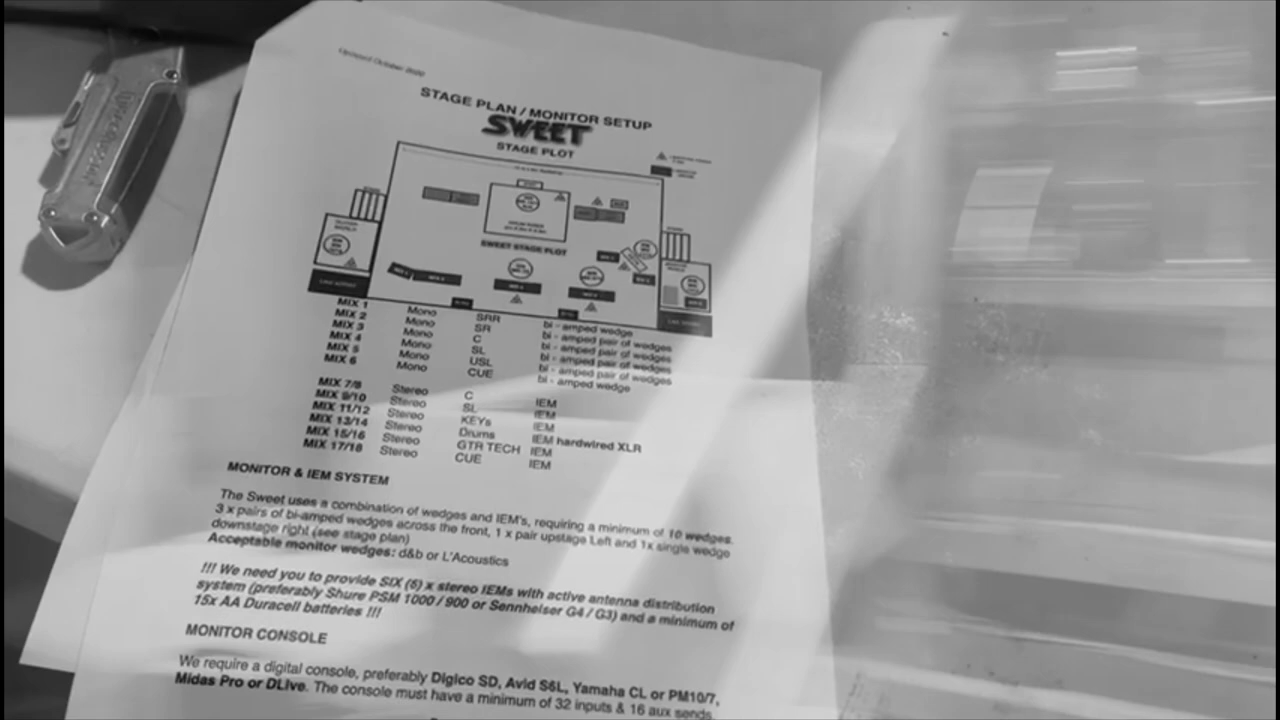 Updated October 2020
STAGE PLAN / MONITOR SETUP
SWEET
STAGE PLOT
SWEET STAGE PLOT
MIX 1 Mono SRR bi - amped wedge
MIX 2 Mono SR bi - amped pair of wedges
MIX 3 Mono C bi - amped pair of wedges
MIX 4 Mono SL bi - amped pair of wedges
MIX 5 Mono USL bi - amped pair of wedges
MIX 6 Mono CUE bi - amped wedge
MIX 7/8 Stereo C IEM
MIX 9/10 Stereo SL IEM
MIX 11/12 Stereo KEYs IEM
MIX 13/14 Stereo Drums IEM hardwired XLR
MIX 15/16 Stereo GTR TECH IEM
MIX 17/18 Stereo CUE IEM
MONITOR & IEM SYSTEM
The Sweet uses a combination of wedges and IEM's, requiring a minimum of 10 wedges.
3 x pairs of bi-amped wedges across the front, 1 x pair upstage Left and 1x single wedge
downstage right (see stage plan)
Acceptable monitor wedges: d&b or L'Acoustics
!!! We need you to provide SIX (6) x stereo IEMs with active antenna distribution
system (preferably Shure PSM 1000 / 900 or Sennheiser G4 / G3) and a minimum of
15x AA Duracell batteries !!!
MONITOR CONSOLE
We require a digital console, preferably Digico SD, Avid S6L, Yamaha CL or PM10/7,
Midas Pro or DLive. The console must have a minimum of 32 inputs & 16 aux sends.